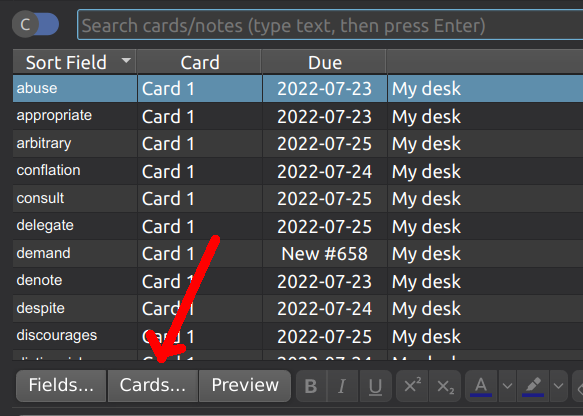 C Search cards/notes (type text, then press Enter)
Sort Field Card Due
abuse Card 1 2022-07-23 My desk
appropriate Card 1 2022-07-23 My desk
arbitrary Card 1 2022-07-25 My desk
conflation Card 1 2022-07-24 My desk
consult Card 1 2022-07-25 My desk
delegate Card 1 2022-07-25 My desk
demand Card 1 New #658 My desk
denote Card 1 2022-07-23 My desk
despite Card 1 2022-07-24 My desk
discourages Card 1 2022-07-25 My desk
Card 1 2022-07-24 My desk
Fields... Cards... Preview B I U x² x₂ A